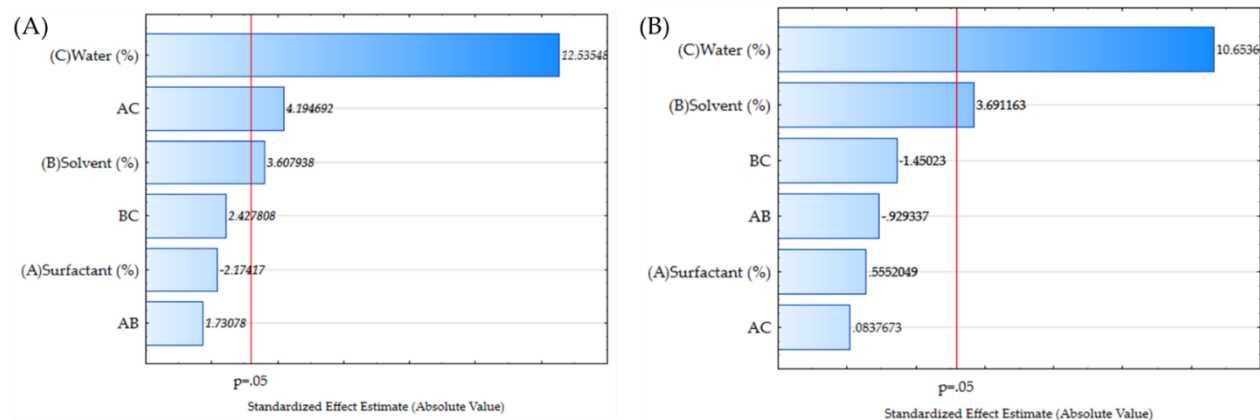 (A)
(C)Water (%)
12.53548
AC
4.194692
(B)Solvent (%)
3.607938
BC
2.427808
(A)Surfactant (%)
-2.17417
AB
1.73078
p=.05
Standardized Effect Estimate (Absolute Value)
(B)
(C)Water (%)
10.6536
(B)Solvent (%)
3.691163
BC
-1.45023
AB
-.929337
(A)Surfactant (%)
.5552049
AC
.0837673
p=.05
Standardized Effect Estimate (Absolute Value)